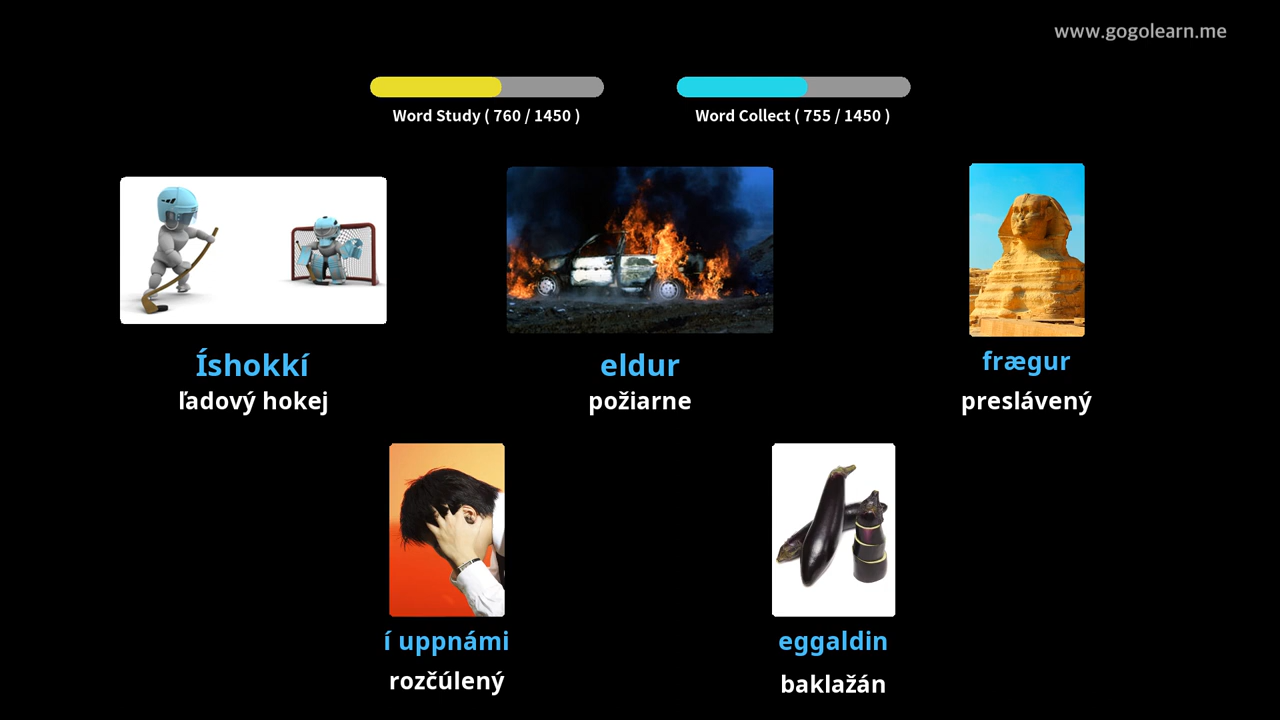 www.gogolearn.me
Word Study ( 760 / 1450 )
Word Collect ( 755 / 1450 )
Íshokkí
eldur
frægur
ľadový hokej
požiarne
preslávený
í uppnámi
eggaldin
rozčúlený
baklažán